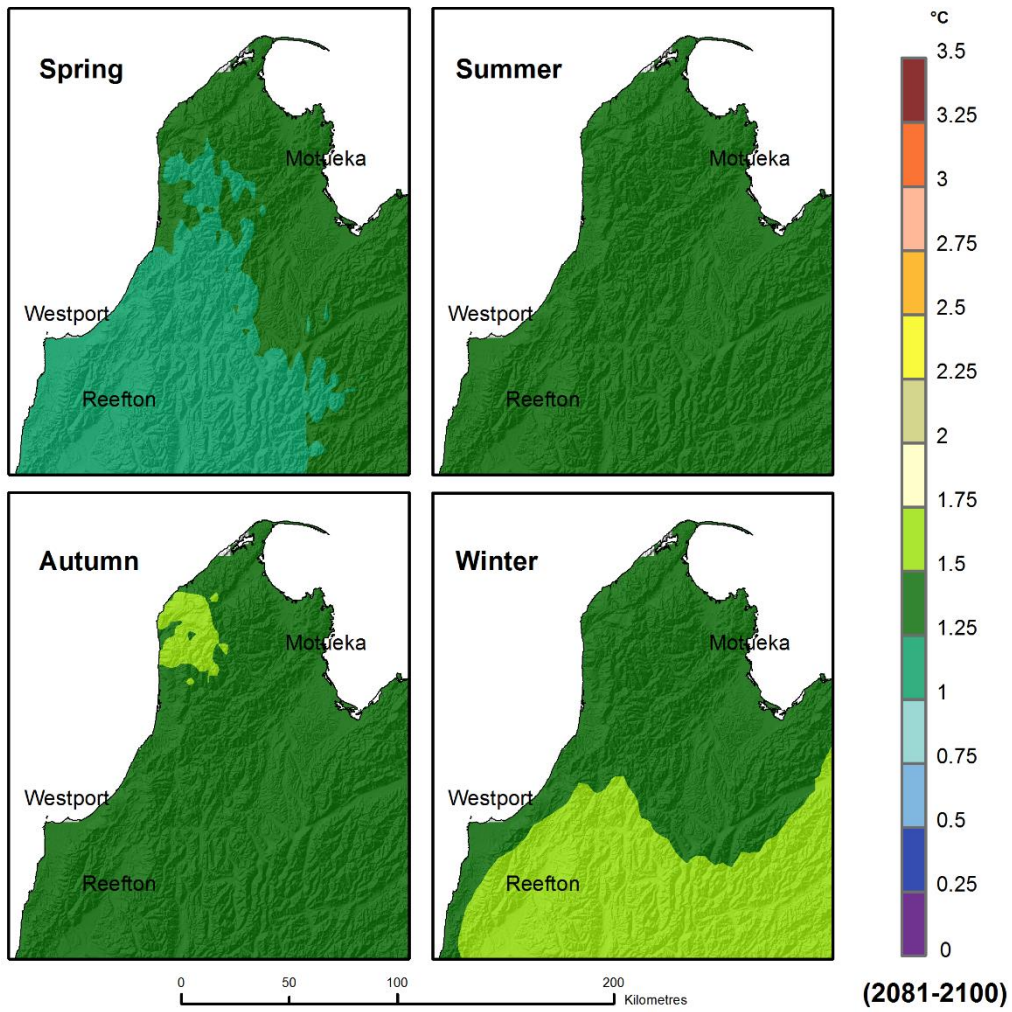 Spring
Motueka
Westport
Reefton
Summer
Motueka
Westport
Reefton
Autumn
Motueka
Westport
Reefton
Winter
Motueka
Westport
Reefton
°C
3.5
3.25
3
2.75
2.5
2.25
2
1.75
1.5
1.25
1
0.75
0.5
0.25
0
0 50 100 200
Kilometres
(2081-2100)